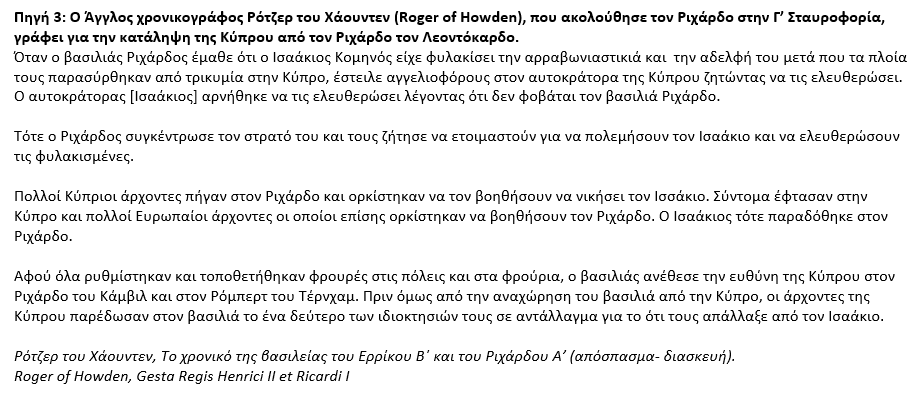 Πηγή 3: Ο Άγγλος χρονικογράφος Ρότζερ του Χάουντεν (Roger of Howden), που ακολούθησε τον Ριχάρδο στην Γ’ Σταυροφορία,
γράφει για την κατάληψη της Κύπρου από τον Ριχάρδο τον Λεοντόκαρδο.
Όταν ο βασιλιάς Ριχάρδος έμαθε ότι ο Ισαάκιος Κομηνός είχε φυλακίσει την αρραβωνιαστικιά και  την αδελφή του μετά που τα πλοία
τους παρασύρθηκαν από τρικυμία στην Κύπρο, έστειλε αγγελιοφόρους στον αυτοκράτορα της Κύπρου ζητώντας να τις ελευθερώσει.
Ο αυτοκράτορας [Ισαάκιος] αρνήθηκε να τις ελευθερώσει λέγοντας ότι δεν φοβάται τον βασιλιά Ριχάρδο.
Τότε ο Ριχάρδος συγκέντρωσε τον στρατό του και τους ζήτησε να ετοιμαστούν για να πολεμήσουν τον Ισαάκιο και να ελευθερώσουν
τις φυλακισμένες.
Πολλοί Κύπριοι άρχοντες πήγαν στον Ριχάρδο και ορκίστηκαν να τον βοηθήσουν να νικήσει τον Ισσάκιο. Σύντομα έφτασαν στην
Κύπρο και πολλοί Ευρωπαίοι άρχοντες οι οποίοι επίσης ορκίστηκαν να βοηθήσουν τον Ριχάρδο. Ο Ισαάκιος τότε παραδόθηκε στον
Ριχάρδο.
Αφού όλα ρυθμίστηκαν και τοποθετήθηκαν φρουρές στις πόλεις και στα φρούρια, ο βασιλιάς ανέθεσε την ευθύνη της Κύπρου στον
Ριχάρδο του Κάμβιλ και στον Ρόμπερτ του Τέρνχαμ. Πριν όμως από την αναχώρηση του βασιλιά από την Κύπρο, οι άρχοντες της
Κύπρου παρέδωσαν στον βασιλιά το ένα δεύτερο των ιδιοκτησιών τους σε αντάλλαγμα για το ότι τους απάλλαξε από τον Ισαάκιο.
Ρότζερ του Χάουντεν, Το χρονικό της βασιλείας του Ερρίκου Β΄ και του Ριχάρδου Α’ (απόσπασμα- διασκευή).
Roger of Howden, Gesta Regis Henrici II et Ricardi I